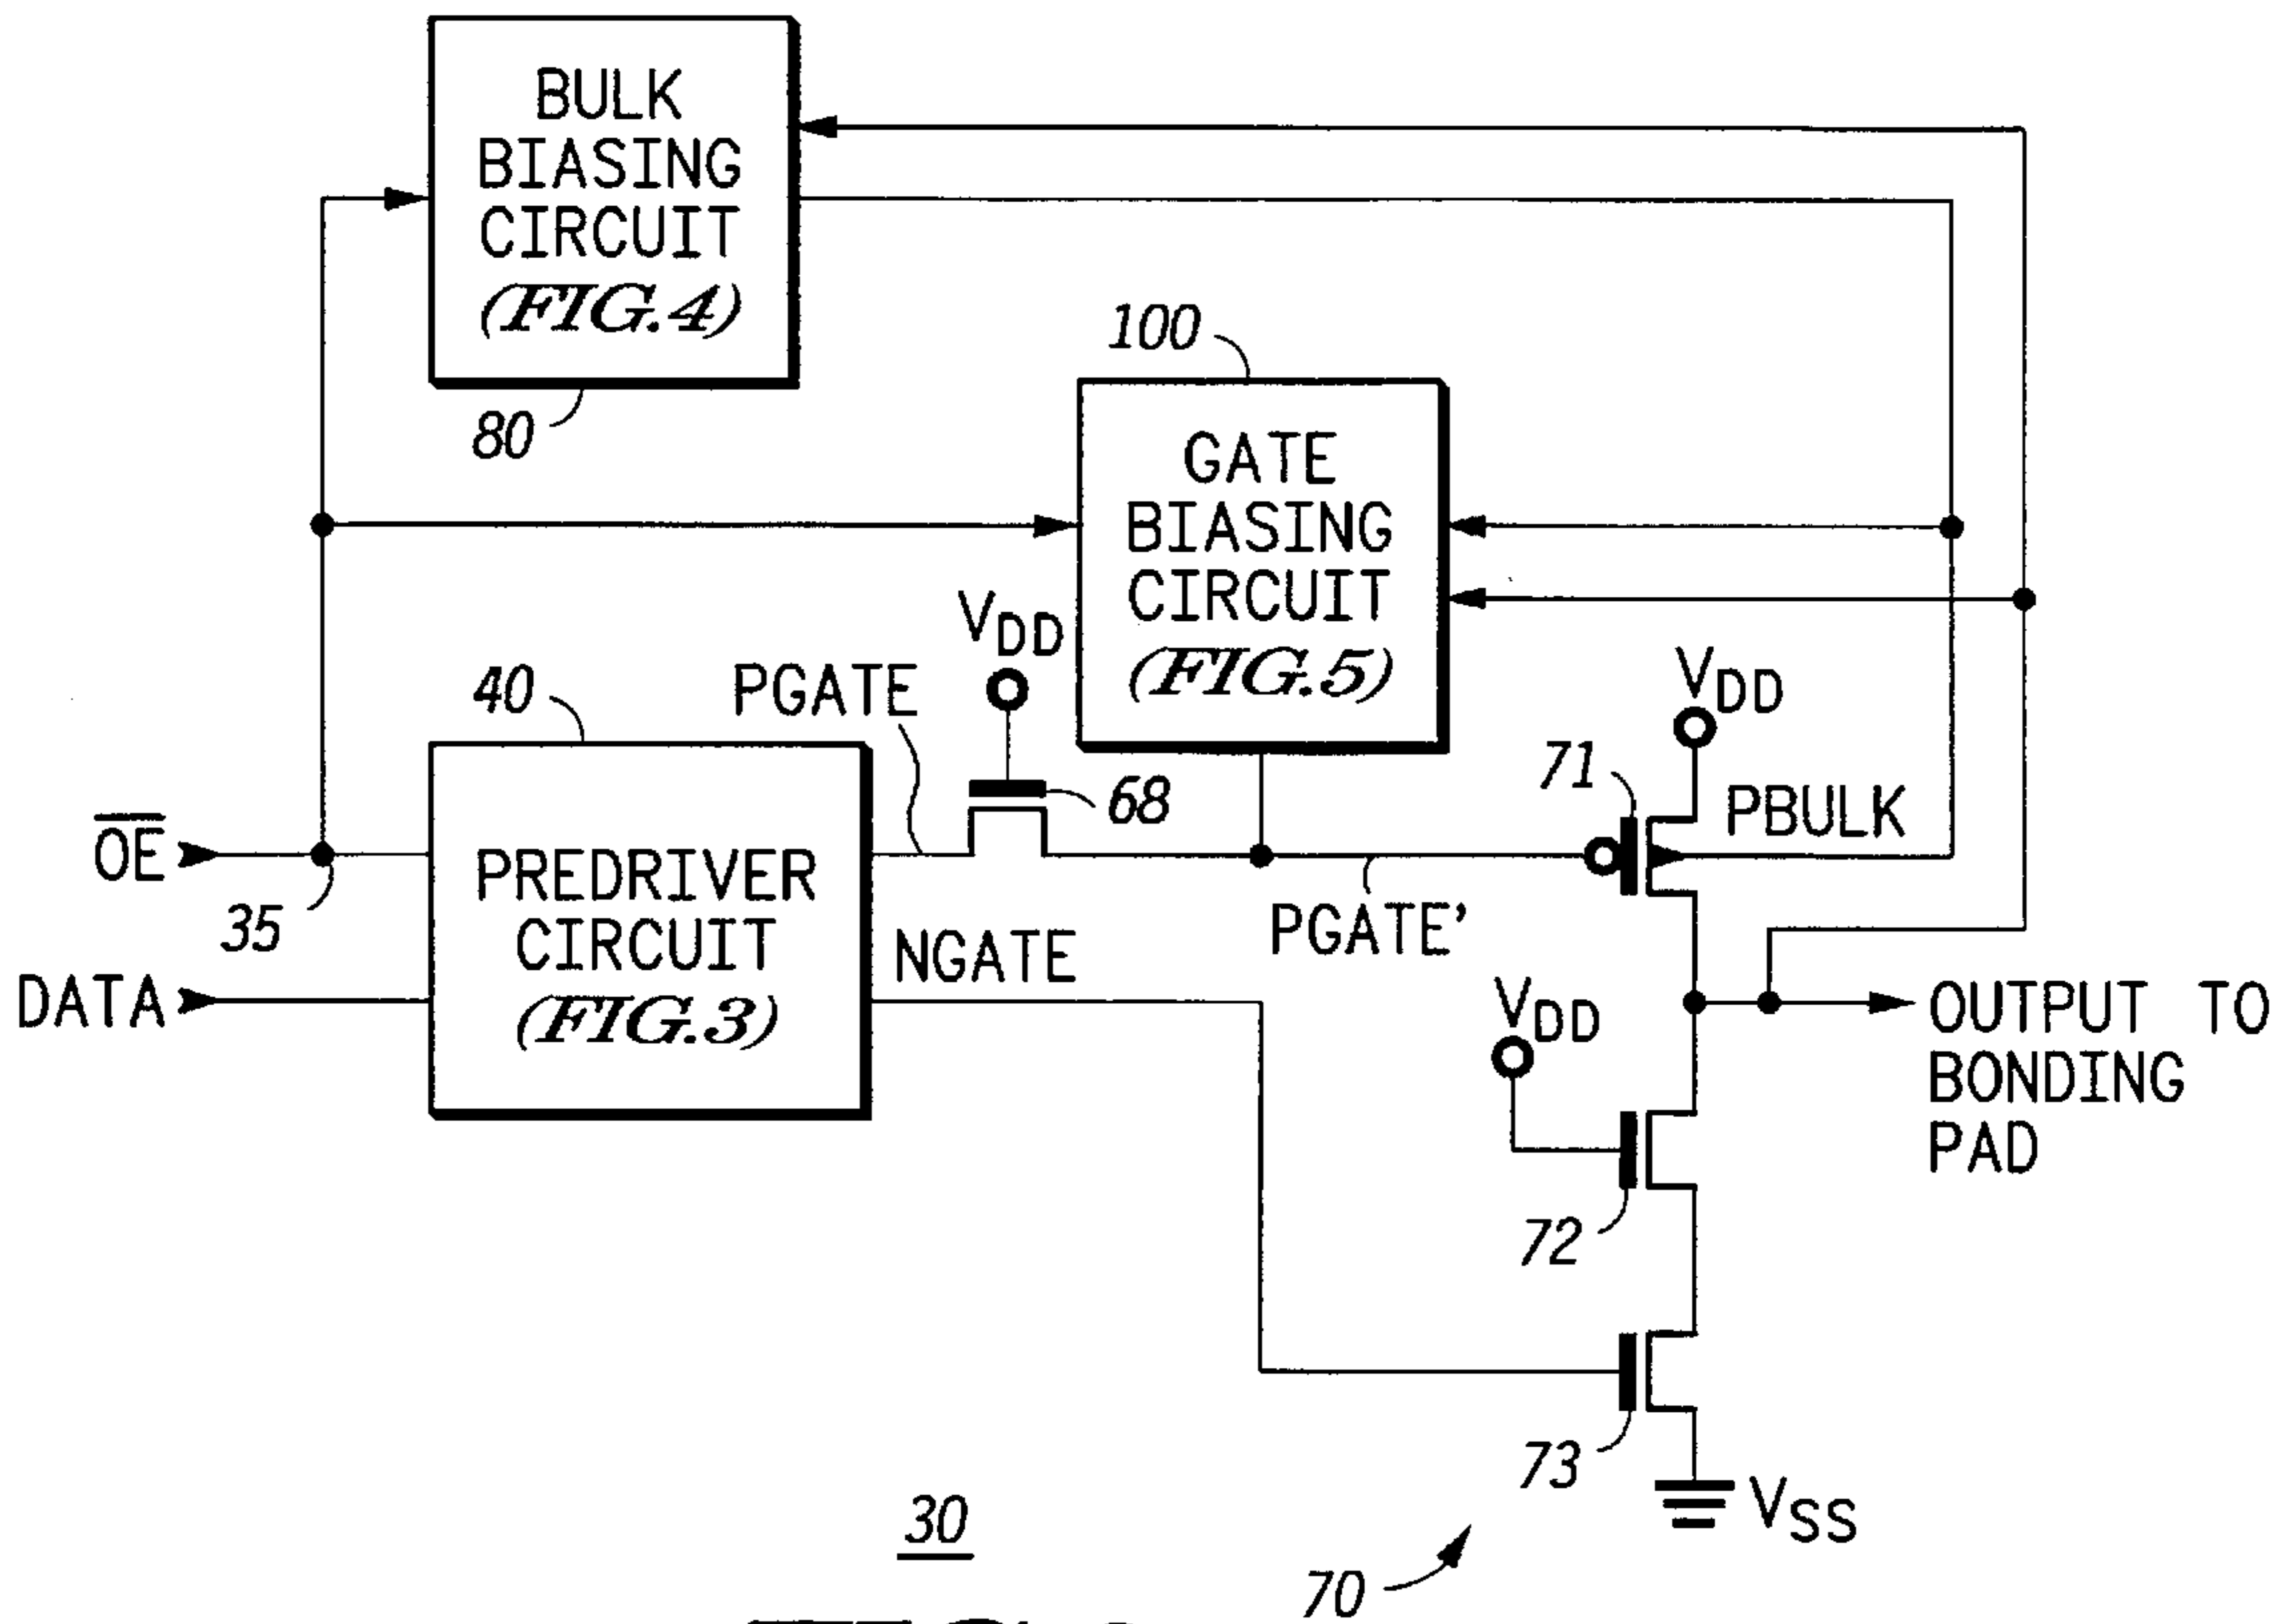 BULK
BIASING
CIRCUIT
(FIG.4)
80
100
GATE
BIASING
CIRCUIT
(FIG.5)
VDD
PGATE
40
68
VDD
71
PBULK
OE
35
PREDRIVER
CIRCUIT
(FIG.3)
DATA
NGATE
PGATE'
VDD
OUTPUT TO
BONDING
PAD
72
73
VSS
30
70